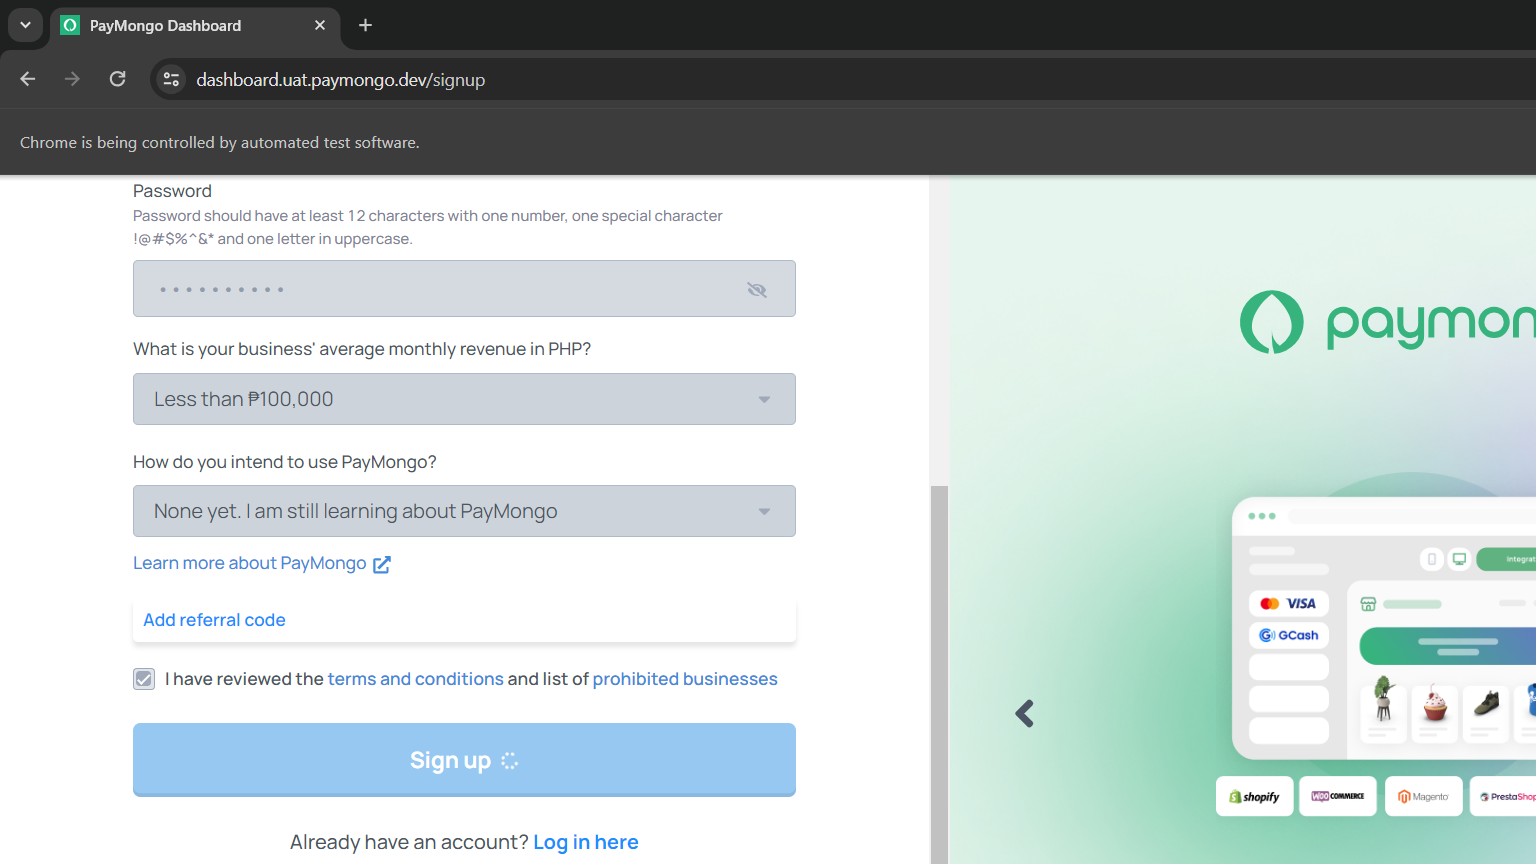 PayMongo Dashboard
dashboard.uat.paymongo.dev/signup
Chrome is being controlled by automated test software.
Password
Password should have at least 12 characters with one number, one special character
!@#$%^&* and one letter in uppercase.
What is your business' average monthly revenue in PHP?
Less than ₱100,000
How do you intend to use PayMongo?
None yet. I am still learning about PayMongo
Learn more about PayMongo
Add referral code
I have reviewed the terms and conditions and list of prohibited businesses
Sign up
Already have an account? Log in here
paymon
Integrat
VISA
GCash
shopify
WOO COMMERCE
Magento
PrestaShop